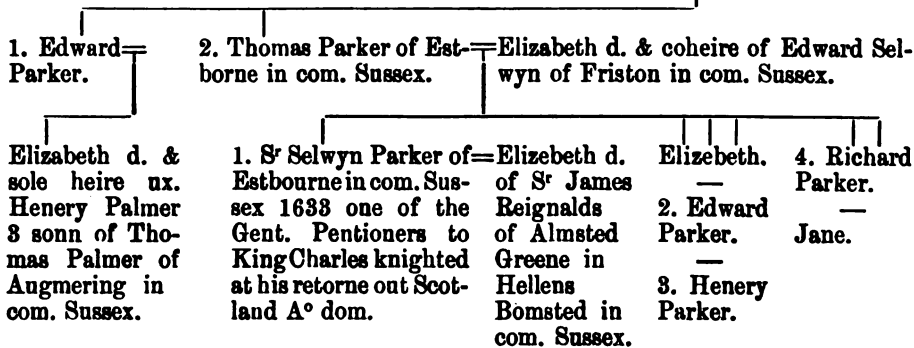 1. Edward=
Parker.
2. Thomas Parker of Est-
borne in com. Sussex.
=Elizabeth d. & coheire of Edward Sel-
wyn of Friston in com. Sussex.
Elizabeth d. &
sole heire ux.
Henery Palmer
3 sonn of Tho-
mas Palmer of
Augmering in
com. Sussex.
1. Sʳ Selwyn Parker of=
Estbourne in com. Sus-
sex 1633 one of the
Gent. Pentioners to
King Charles knighted
at his retorne out Scot-
land Aº dom.
Elizebeth d.
of Sʳ James
Reignalds
of Almsted
Greene in
Hellens
Bomsted in
com. Sussex.
Elizebeth.
—
2. Edward
Parker.
—
3. Henery
Parker.
4. Richard
Parker.
—
Jane.